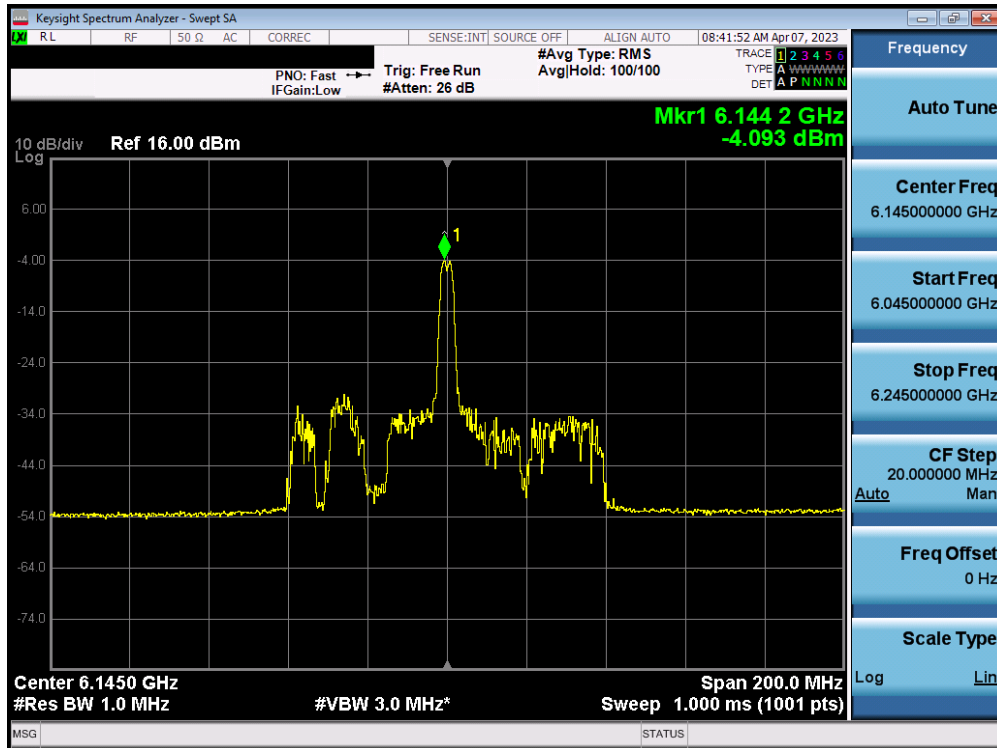 Keysight Spectrum Analyzer - Swept SA
LXI RL RF 50 Ω AC CORREC SENSE:INT SOURCE OFF ALIGN AUTO 08:41:52 AM Apr 07, 2023
PNO: Fast Trig: Free Run #Avg Type: RMS TRACE 1 2 3 4 5 6
IFGain:Low #Atten: 26 dB Avg|Hold: 100/100 TYPE A WWWWW
DET A P N N N N
Mkr1 6.144 2 GHz
-4.093 dBm
10 dB/div Ref 16.00 dBm
Log
1
6.00
-4.00
-14.0
-24.0
-34.0
-44.0
-54.0
-64.0
-74.0
Center 6.1450 GHz Span 200.0 MHz
#Res BW 1.0 MHz #VBW 3.0 MHz* Sweep 1.000 ms (1001 pts)
MSG STATUS
Frequency
Auto Tune
Center Freq
6.145000000 GHz
Start Freq
6.045000000 GHz
Stop Freq
6.245000000 GHz
CF Step
20.000000 MHz
Auto Man
Freq Offset
0 Hz
Scale Type
Log Lin